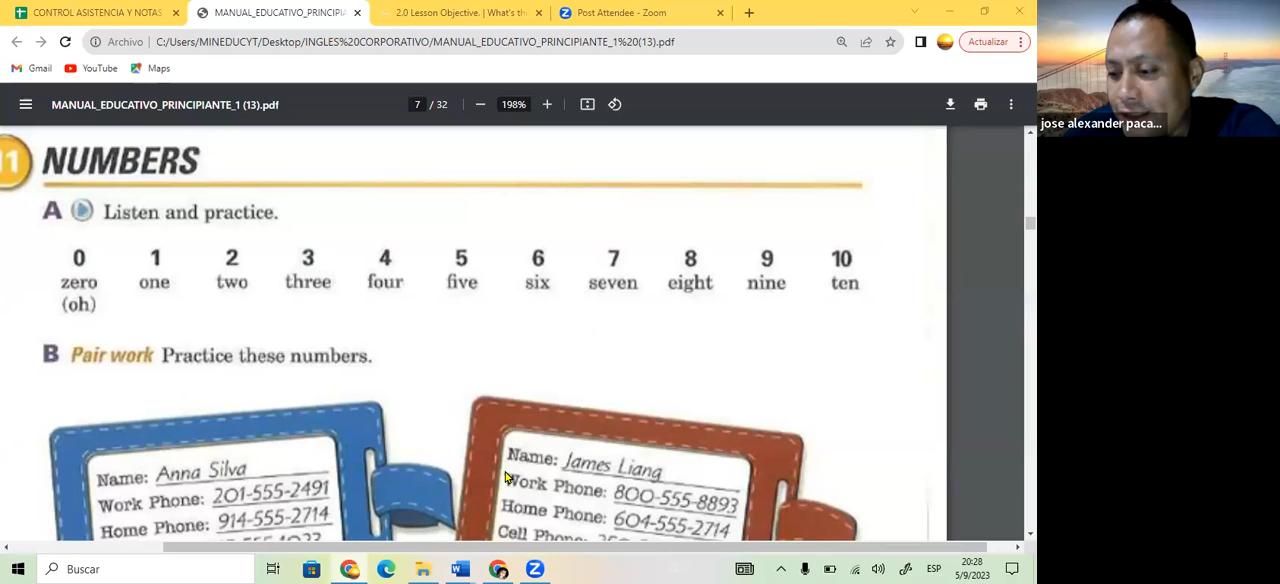 CONTROL ASISTENCIA Y NOTAS
MANUAL_EDUCATIVO_PRINCIPIA
2.0 Lesson Objective. | What's th
Post Attendee - Zoom
Archivo
C:/Users/MINEDUCYT/Desktop/INGLES%20CORPORATIVO/MANUAL_EDUCATIVO_PRINCIPIANTE_1%20(13).pdf
Actualizar
Gmail
YouTube
Maps
MANUAL_EDUCATIVO_PRINCIPIANTE_1 (13).pdf
7 / 32
198%
jose alexander paca...
11 NUMBERS
A Listen and practice.
0 1 2 3 4 5 6 7 8 9 10
zero one two three four five six seven eight nine ten
(oh)
B Pair work Practice these numbers.
Name: Anna Silva
Work Phone: 201-555-2491
Home Phone: 914-555-2714
Name: James Liang
Work Phone: 800-555-8893
Home Phone: 604-555-2714
Cell Phone:
Buscar
ESP
20:28
5/9/2023